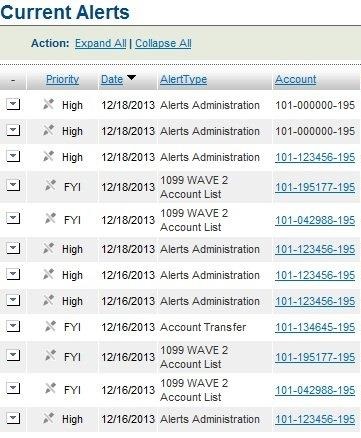 Current Alerts
Action: Expand All | Collapse All
- Priority Date AlertType Account
High 12/18/2013 Alerts Administration 101-000000-195
High 12/18/2013 Alerts Administration 101-000000-195
High 12/18/2013 Alerts Administration 101-123456-195
FYI 12/18/2013 1099 WAVE 2 Account List 101-195177-195
FYI 12/18/2013 1099 WAVE 2 Account List 101-042988-195
High 12/18/2013 Alerts Administration 101-123456-195
High 12/16/2013 Alerts Administration 101-123456-195
High 12/16/2013 Alerts Administration 101-123456-195
FYI 12/16/2013 Account Transfer 101-134645-195
FYI 12/16/2013 1099 WAVE 2 Account List 101-195177-195
FYI 12/16/2013 1099 WAVE 2 Account List 101-042988-195
High 12/16/2013 Alerts Administration 101-123456-195